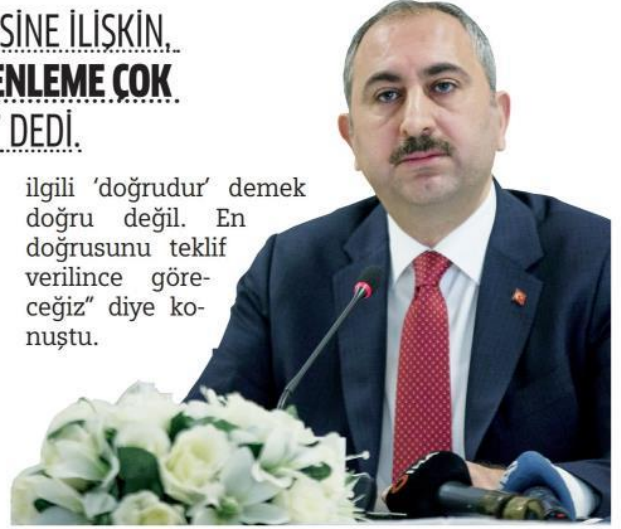 SİNE İLİŞKİN,
ENLEME ÇOK
DEDİ.
ilgili ‘doğrudur’ demek
doğru değil. En
doğrusunu teklif
verilince göre-
ceğiz” diye ko-
nuştu.